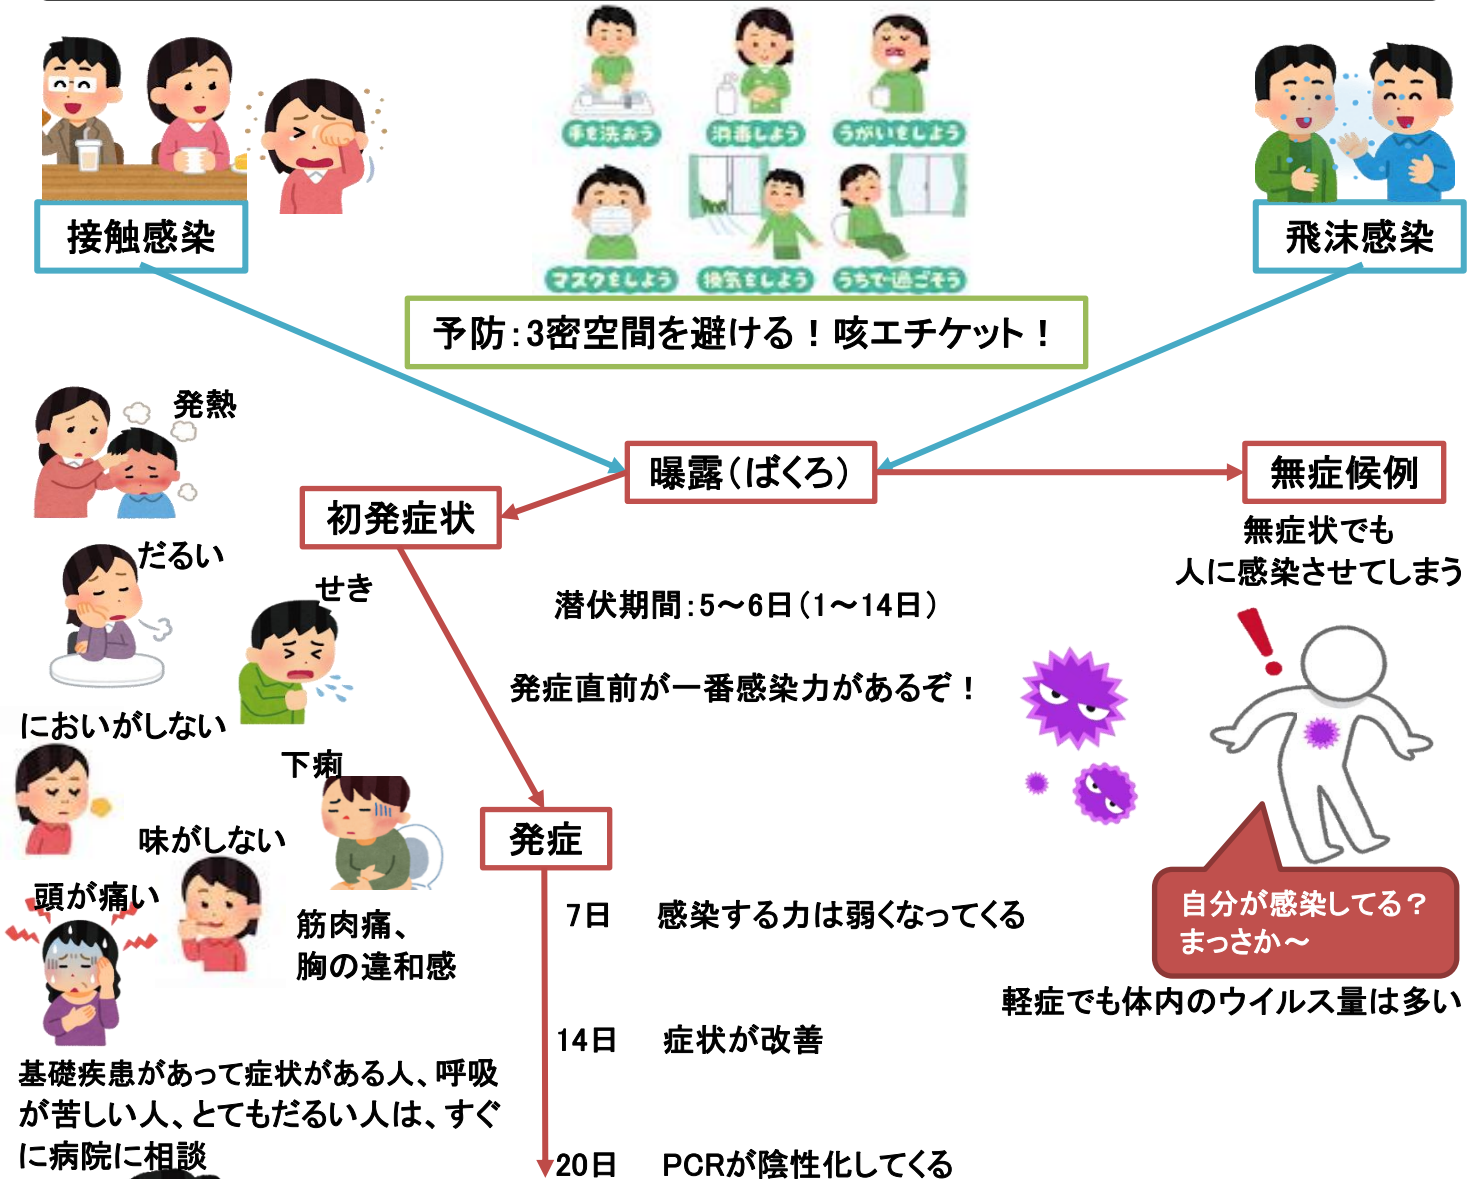 手を洗おう
消毒しよう
うがいをしよう
マスクをしよう
換気をしよう
うちで過ごそう
接触感染
飛沫感染
予防：3密空間を避ける！咳エチケット！
発熱
曝露（ばくろ）
無症候例
初発症状
無症状でも
人に感染させてしまう
だるい
せき
潜伏期間：5～6日（1～14日）
発症直前が一番感染力があるぞ！
においがしない
下痢
味がしない
発症
頭が痛い
筋肉痛、
胸の違和感
7日 感染する力は弱くなってくる
自分が感染してる？
まっさか～
軽症でも体内のウイルス量は多い
14日 症状が改善
基礎疾患があって症状がある人、呼吸
が苦しい人、とてもだるい人は、すぐ
に病院に相談
20日 PCRが陰性化してくる